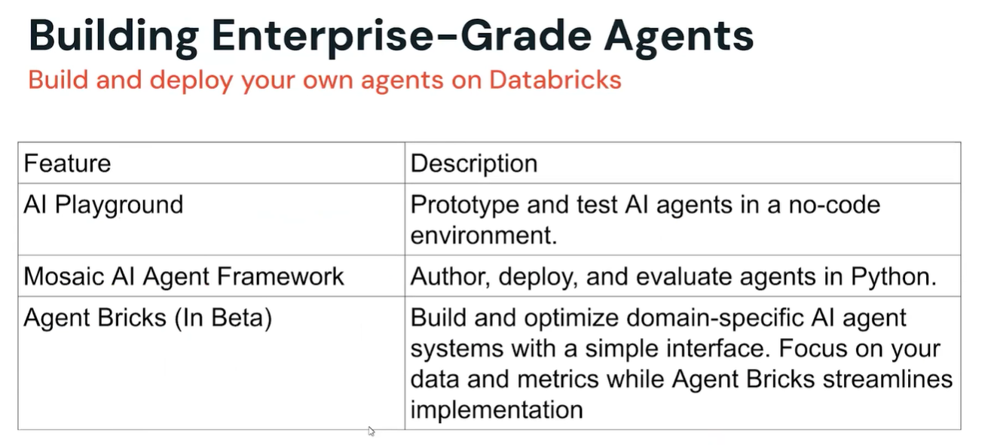 Building Enterprise-Grade Agents
Build and deploy your own agents on Databricks
Feature
Description
AI Playground
Prototype and test AI agents in a no-code
environment.
Mosaic AI Agent Framework
Author, deploy, and evaluate agents in Python.
Agent Bricks (In Beta)
Build and optimize domain-specific AI agent
systems with a simple interface. Focus on your
data and metrics while Agent Bricks streamlines
implementation